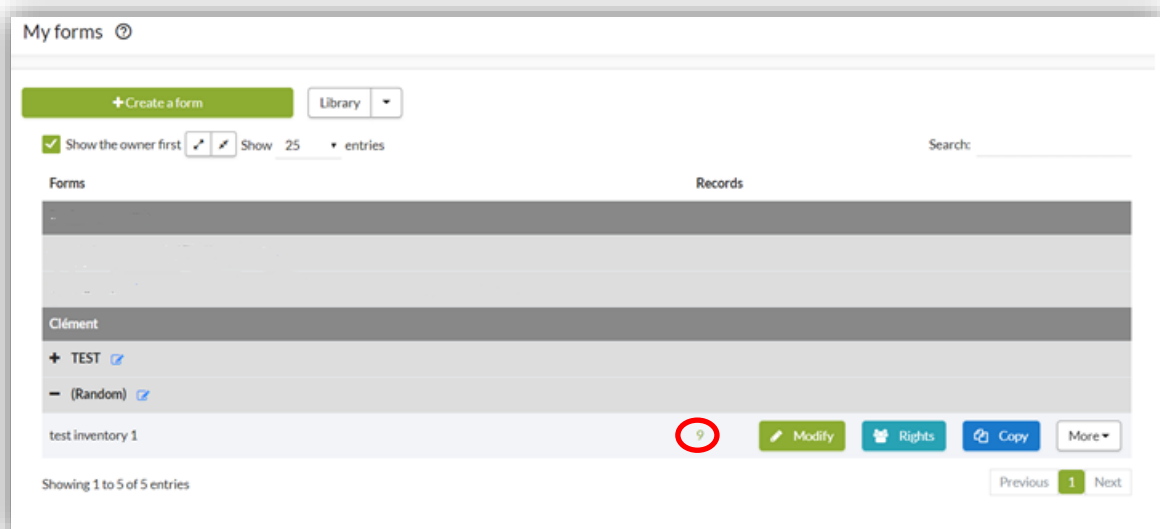 My forms
+Create a form Library
Show the owner first Show 25 entries Search:
Forms Records
Clément
+ TEST
− (Random)
test inventory 1 9 Modify Rights Copy More
Showing 1 to 5 of 5 entries Previous 1 Next